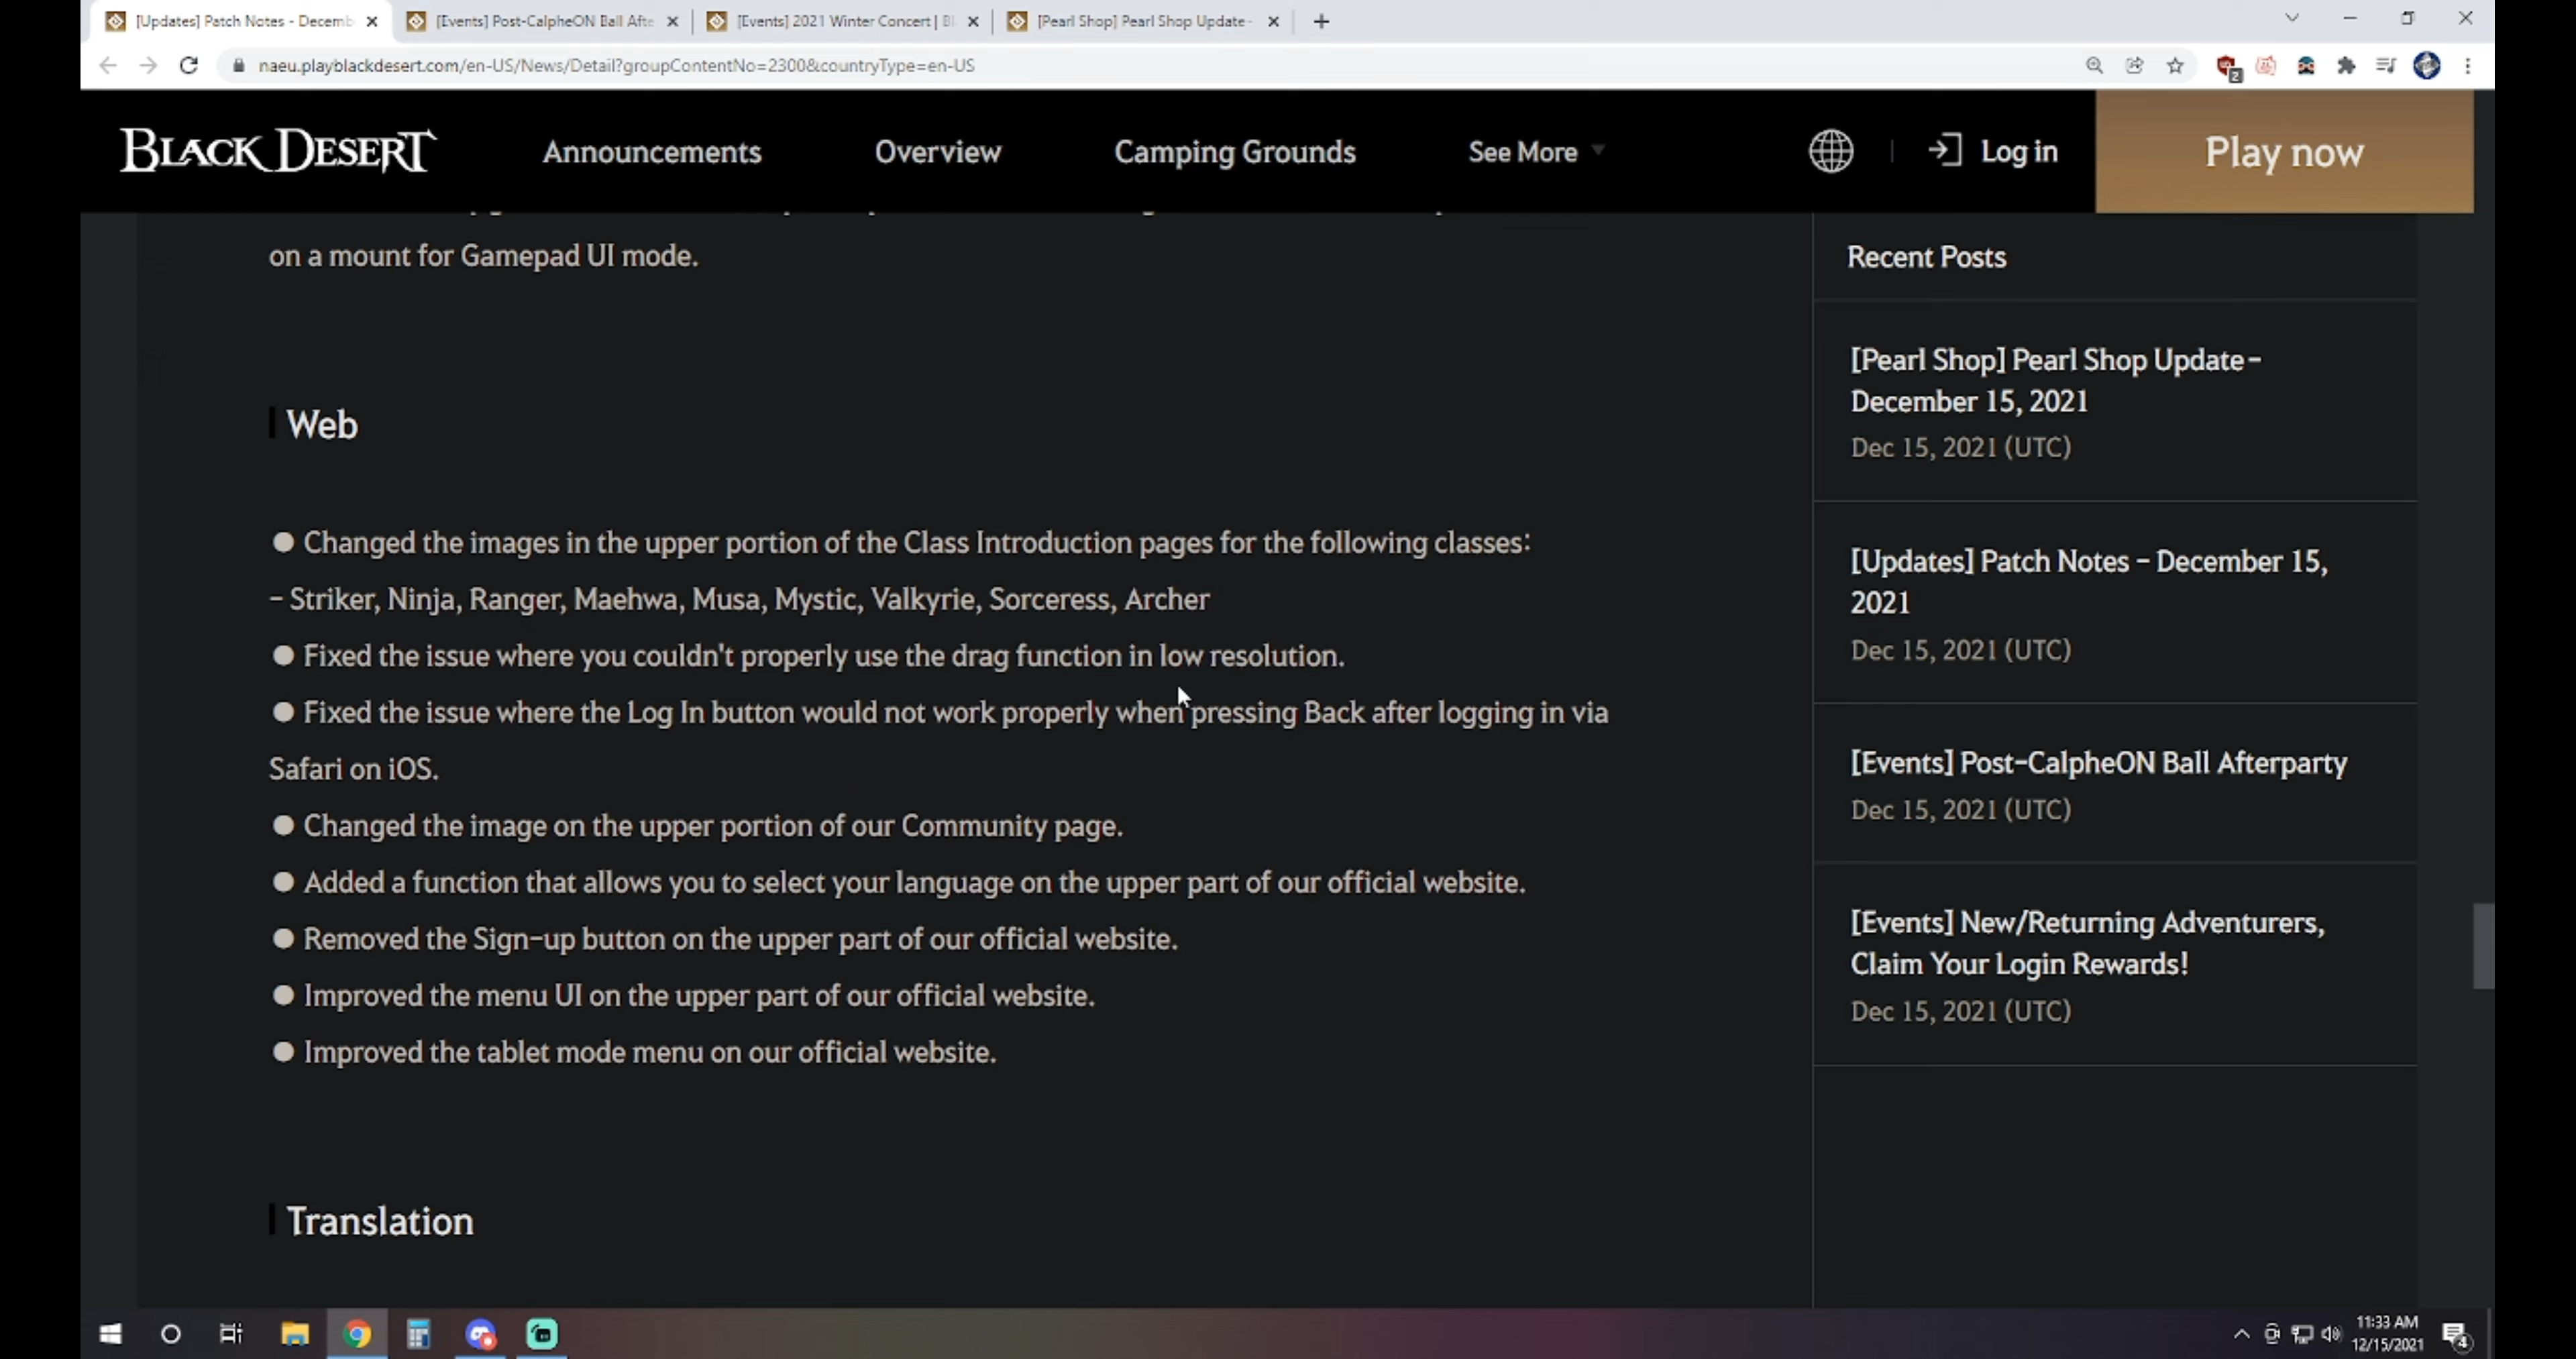 [Updates] Patch Notes - Decemb
[Events] Post-CalpheON Ball Afte
[Events] 2021 Winter Concert | Bl
[Pearl Shop] Pearl Shop Update -
naeu.playblackdesert.com/en-US/News/Detail?groupContentNo=2300&countryType=en-US
2
BLACK DESERT
Announcements
Overview
Camping Grounds
See More
Log in
Play now
on a mount for Gamepad UI mode.
Web
● Changed the images in the upper portion of the Class Introduction pages for the following classes:
- Striker, Ninja, Ranger, Maehwa, Musa, Mystic, Valkyrie, Sorceress, Archer
● Fixed the issue where you couldn't properly use the drag function in low resolution.
● Fixed the issue where the Log In button would not work properly when pressing Back after logging in via
Safari on iOS.
● Changed the image on the upper portion of our Community page.
● Added a function that allows you to select your language on the upper part of our official website.
● Removed the Sign-up button on the upper part of our official website.
● Improved the menu UI on the upper part of our official website.
● Improved the tablet mode menu on our official website.
Translation
Recent Posts
[Pearl Shop] Pearl Shop Update -
December 15, 2021
Dec 15, 2021 (UTC)
[Updates] Patch Notes - December 15,
2021
Dec 15, 2021 (UTC)
[Events] Post-CalpheON Ball Afterparty
Dec 15, 2021 (UTC)
[Events] New/Returning Adventurers,
Claim Your Login Rewards!
Dec 15, 2021 (UTC)
11:33 AM
12/15/2021
4